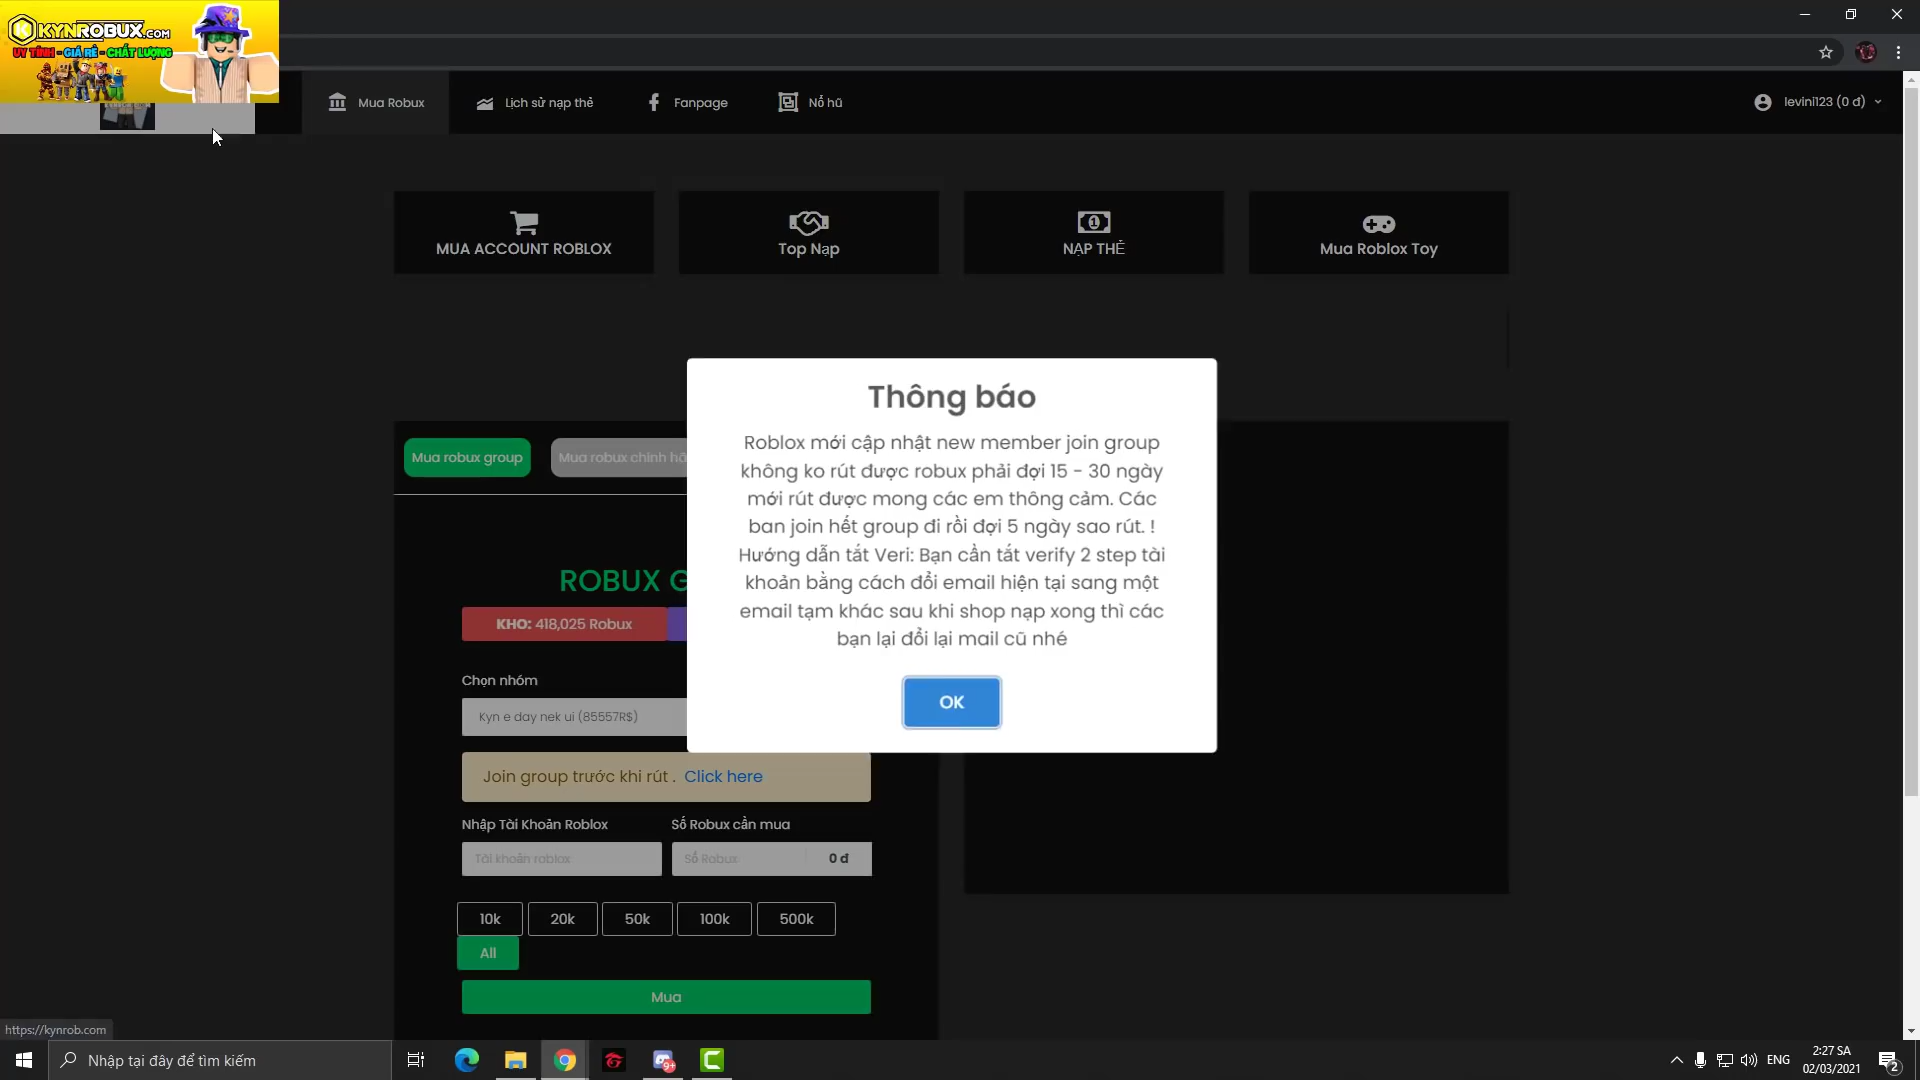 KYNROBUX.COM
UY TÍN - GIÁ RẺ - CHẤT LƯỢNG
Mua Robux
Lịch sử nạp thẻ
Fanpage
Nổ hũ
levini123 (0 đ)
MUA ACCOUNT ROBLOX
Top Nạp
NẠP THẺ
Mua Roblox Toy
Thông báo
Roblox mới cập nhật new member join group
không ko rút được robux phải đợi 15 - 30 ngày
mới rút được mong các em thông cảm. Các
ban join hết group đi rồi đợi 5 ngày sao rút. !
Hướng dẫn tắt Veri: Bạn cần tắt verify 2 step tài
khoản bằng cách đổi email hiện tại sang một
email tạm khác sau khi shop nạp xong thì các
bạn lại đổi lại mail cũ nhé
OK
Mua robux group
Mua robux chính hã
ROBUX G
KHO: 418,025 Robux
Chọn nhóm
Kyn e day nek ui (85557R$)
Join group trước khi rút . Click here
Nhập Tài Khoản Roblox
Số Robux cần mua
Tài khoản roblox
Số Robux
0 đ
10k
20k
50k
100k
500k
All
Mua
https://kynrob.com
Nhập tại đây để tìm kiếm
9+
ENG
2:27 SA
02/03/2021
2